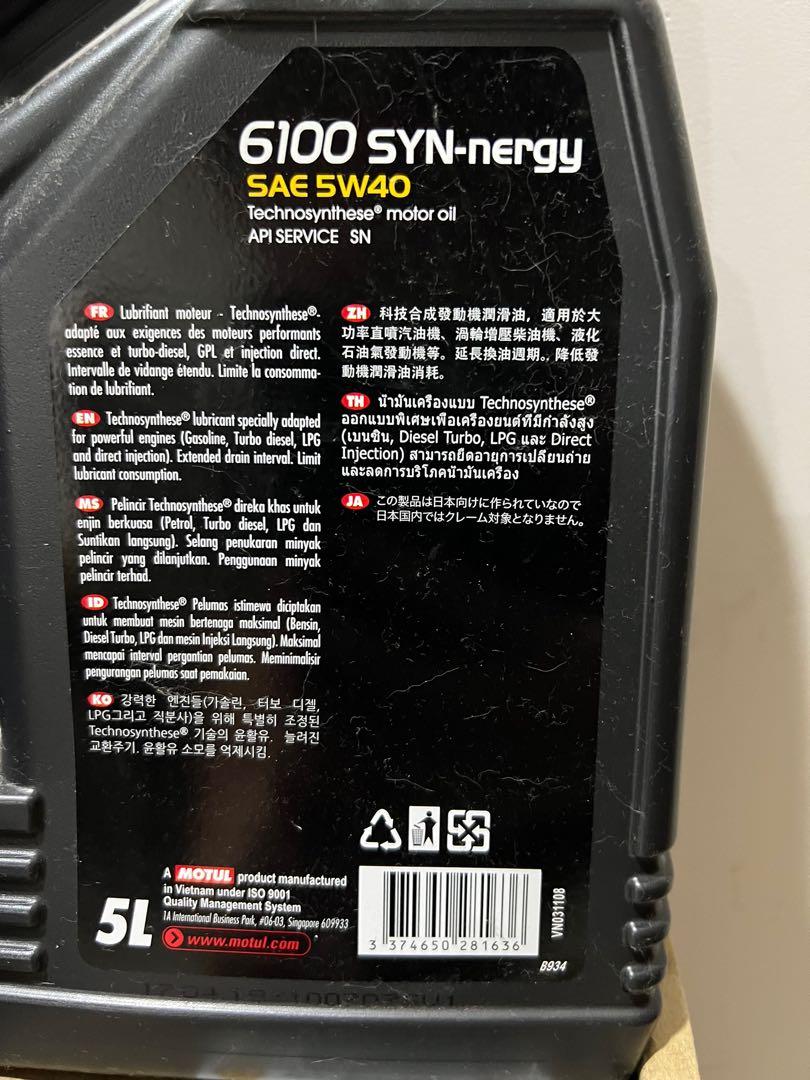 6100 SYN-nergy
SAE 5W40
Technosynthese® motor oil
API SERVICE SN
FR Lubrifiant moteur - Technosynthese®-
adapté aux exigences des moteurs performants
essence et turbo-diesel, GPL et injection direct.
Intervalle de vidange étendu. Limite la consomma-
tion de lubrifiant.
EN Technosynthese® lubricant specially adapted
for powerful engines (Gasoline, Turbo diesel, LPG
and direct injection). Extended drain interval. Limit
lubricant consumption.
MS Pelincir Technosynthese® direka khas untuk
enjin berkuasa (Petrol, Turbo diesel, LPG dan
Suntikan langsung). Selang penukaran minyak
pelincir yang dilanjutkan. Penggunaan minyak
pelincir terhad.
ID Technosynthese® Pelumas istimewa diciptakan
untuk membuat mesin bertenaga maksimal (Bensin,
Diesel Turbo, LPG dan mesin Injeksi Langsung). Maksimal
mencapai interval pergantian pelumas. Meminimalisir
pengurangan pelumas saat pemakaian.
KO 강력한 엔진들(가솔린, 터보 디젤,
LPG그리고 직분사)을 위해 특별히 조정된
Technosynthese® 기술의 윤활유. 늘려진
교환주기. 윤활유 소모를 억제시킴.
ZH 科技合成發動機潤滑油，適用於大
功率直噴汽油機、渦輪增壓柴油機、液化
石油氣發動機等。延長換油週期。降低發
動機潤滑油消耗。
TH น้ำมันเครื่องแบบ Technosynthese®
ออกแบบพิเศษเพื่อเครื่องยนต์ที่มีกำลังสูง
(เบนซิน, Diesel Turbo, LPG และ Direct
Injection) สามารถยืดอายุการเปลี่ยนถ่าย
และลดการบริโภคน้ำมันเครื่อง
JA この製品は日本向けに作られていなので
日本国内ではクレーム対象となりません。
A MOTUL product manufactured
in Vietnam under ISO 9001
Quality Management System
1A International Business Park, #06-03, Singapore 609933
5L
www.motul.com
3 374650 281636
VN031108
B934